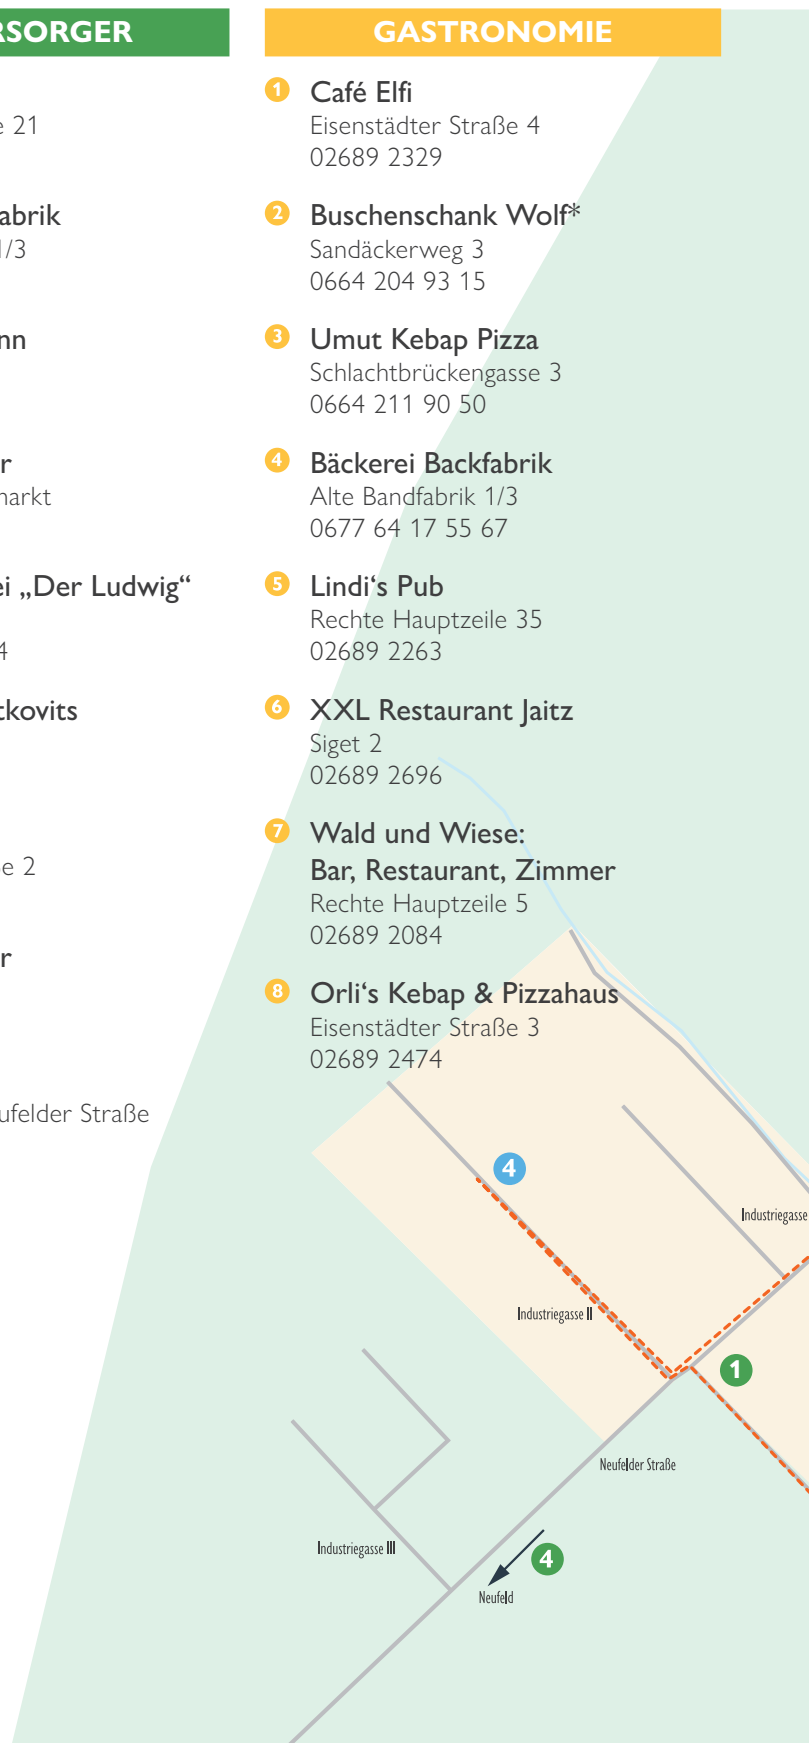 RSORGER
e 21
abrik
1/3
nn
r
narkt
ei „Der Ludwig“
4
tkovits
e 2
r
ufelder Straße
GASTRONOMIE
1 Café Elfi
Eisenstädter Straße 4
02689 2329
2 Buschenschank Wolf*
Sandäckerweg 3
0664 204 93 15
3 Umut Kebap Pizza
Schlachtbrückengasse 3
0664 211 90 50
4 Bäckerei Backfabrik
Alte Bandfabrik 1/3
0677 64 17 55 67
5 Lindi‘s Pub
Rechte Hauptzeile 35
02689 2263
6 XXL Restaurant Jaitz
Siget 2
02689 2696
7 Wald und Wiese:
Bar, Restaurant, Zimmer
Rechte Hauptzeile 5
02689 2084
8 Orli‘s Kebap & Pizzahaus
Eisenstädter Straße 3
02689 2474
4
Industriegasse
Industriegasse II
1
Neufelder Straße
Industriegasse III
4
Neufeld